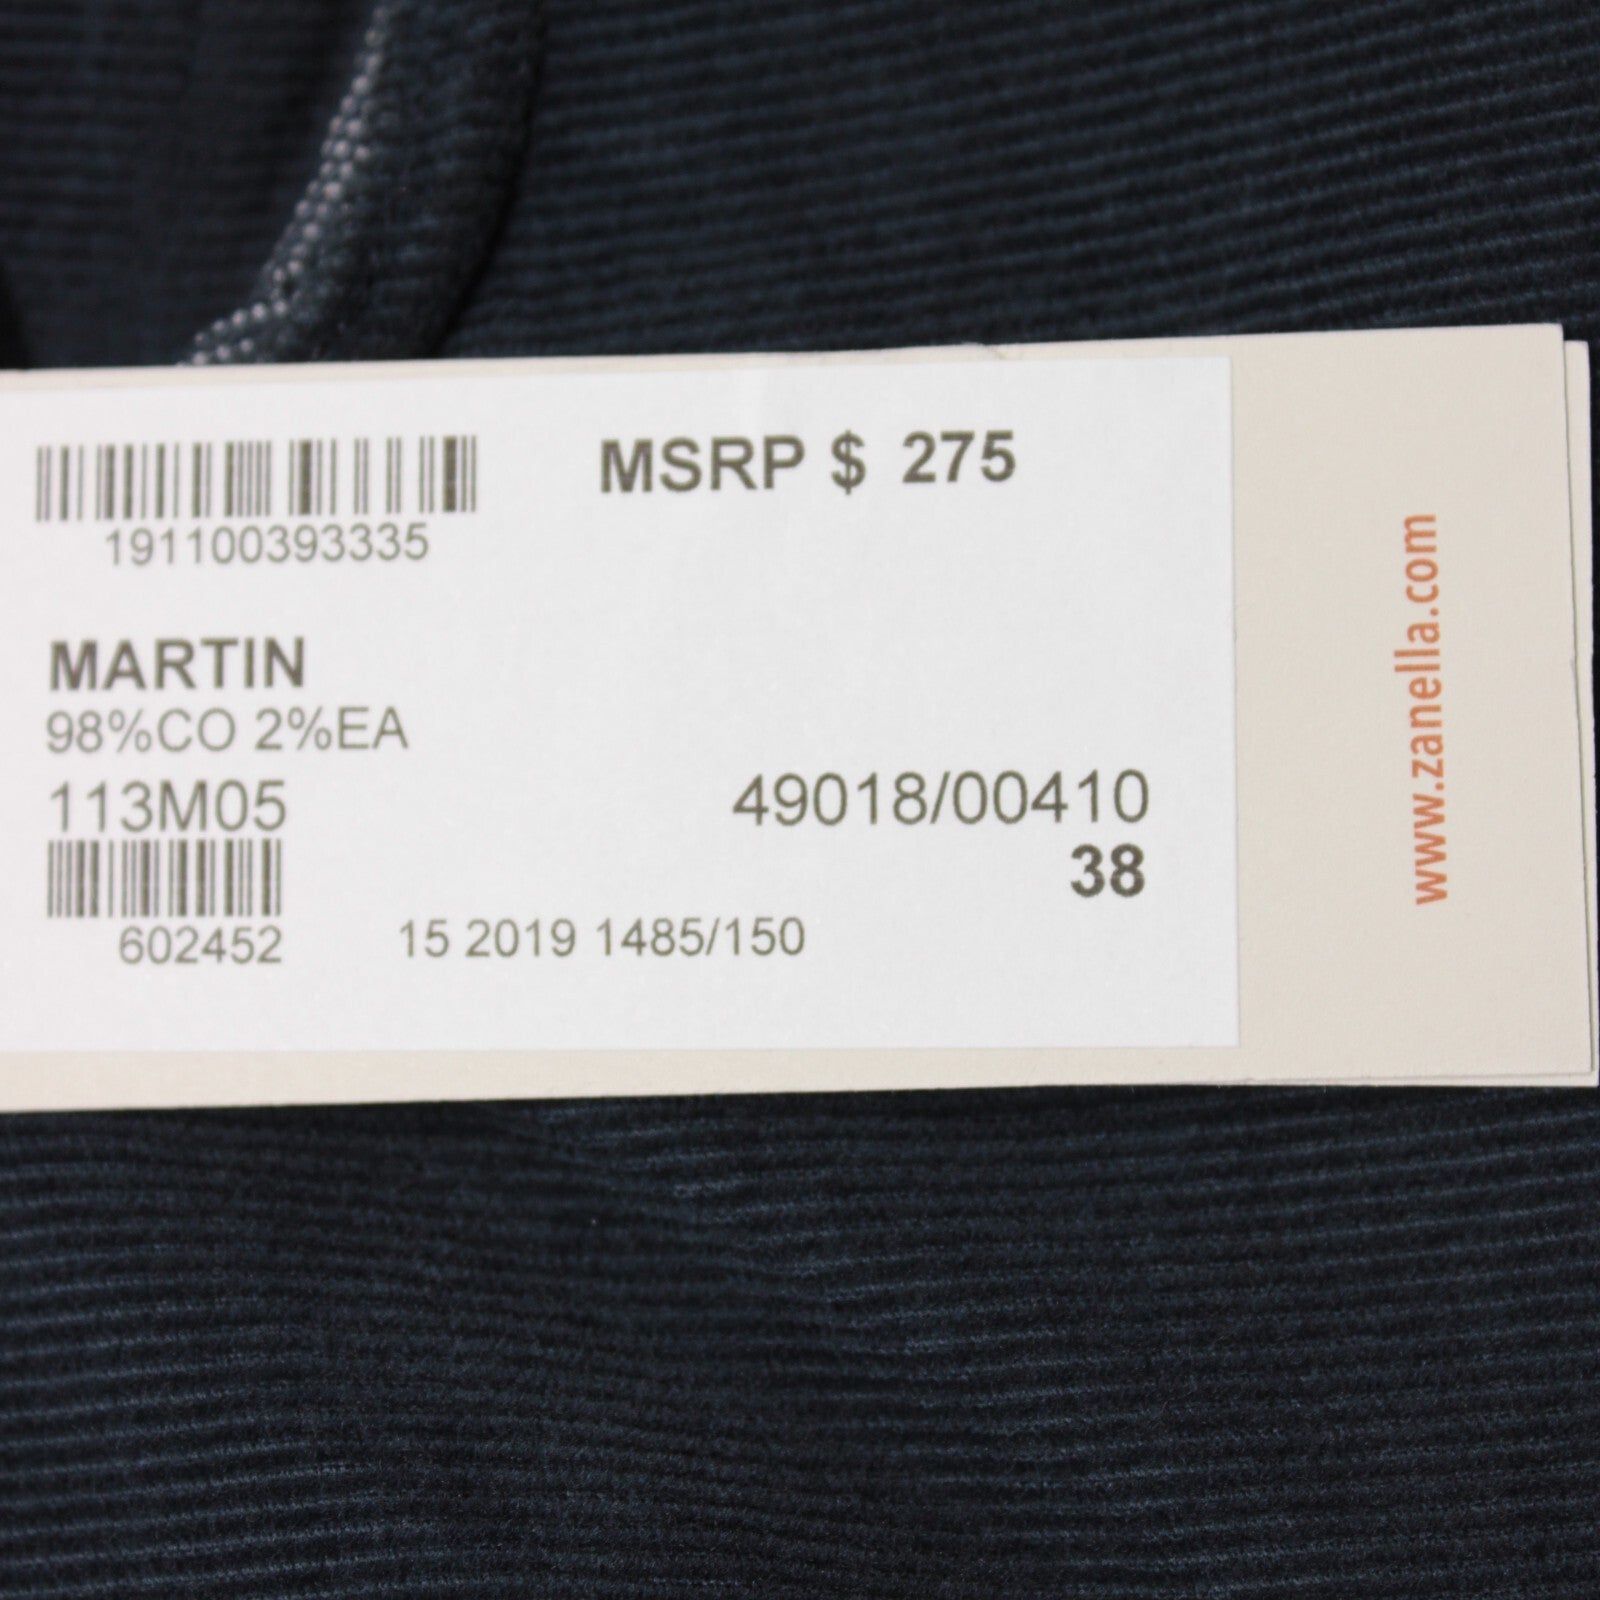 MSRP $ 275
191100393335
MARTIN
98%CO 2%EA
113M05
49018/00410
38
602452
15 2019 1485/150
www.zanella.com